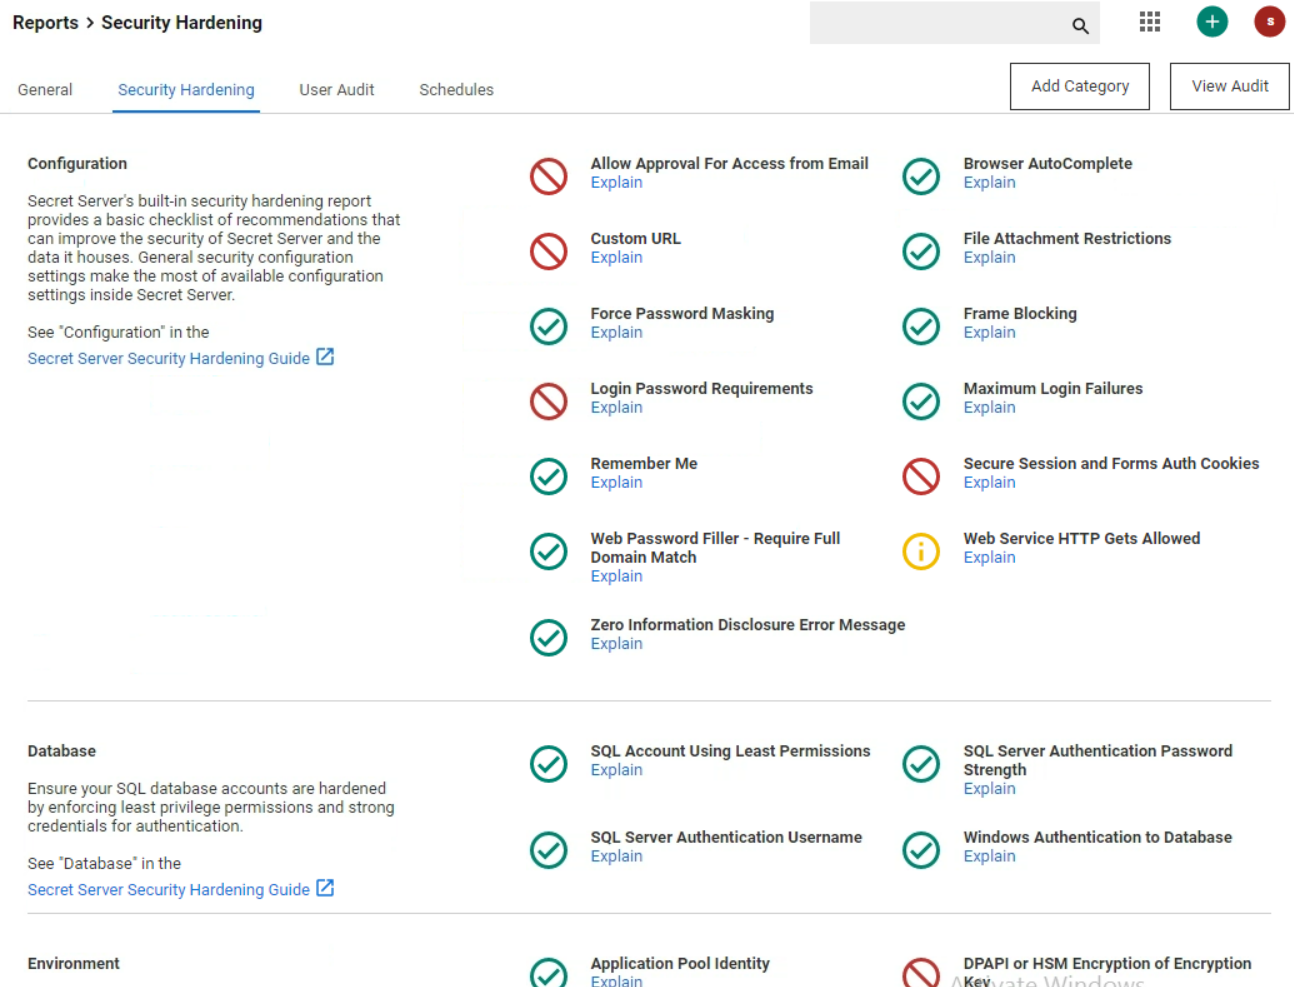 Reports > Security Hardening
S
General
Security Hardening
User Audit
Schedules
Add Category
View Audit
Configuration
Secret Server's built-in security hardening report
provides a basic checklist of recommendations that
can improve the security of Secret Server and the
data it houses. General security configuration
settings make the most of available configuration
settings inside Secret Server.
See "Configuration" in the
Secret Server Security Hardening Guide
Allow Approval For Access from Email
Explain
Browser AutoComplete
Explain
Custom URL
Explain
File Attachment Restrictions
Explain
Force Password Masking
Explain
Frame Blocking
Explain
Login Password Requirements
Explain
Maximum Login Failures
Explain
Remember Me
Explain
Secure Session and Forms Auth Cookies
Explain
Web Password Filler - Require Full
Domain Match
Explain
Web Service HTTP Gets Allowed
Explain
Zero Information Disclosure Error Message
Explain
Database
Ensure your SQL database accounts are hardened
by enforcing least privilege permissions and strong
credentials for authentication.
See "Database" in the
Secret Server Security Hardening Guide
SQL Account Using Least Permissions
Explain
SQL Server Authentication Password
Strength
Explain
SQL Server Authentication Username
Explain
Windows Authentication to Database
Explain
Environment
Application Pool Identity
Explain
DPAPI or HSM Encryption of Encryption
Key
Activate Windows